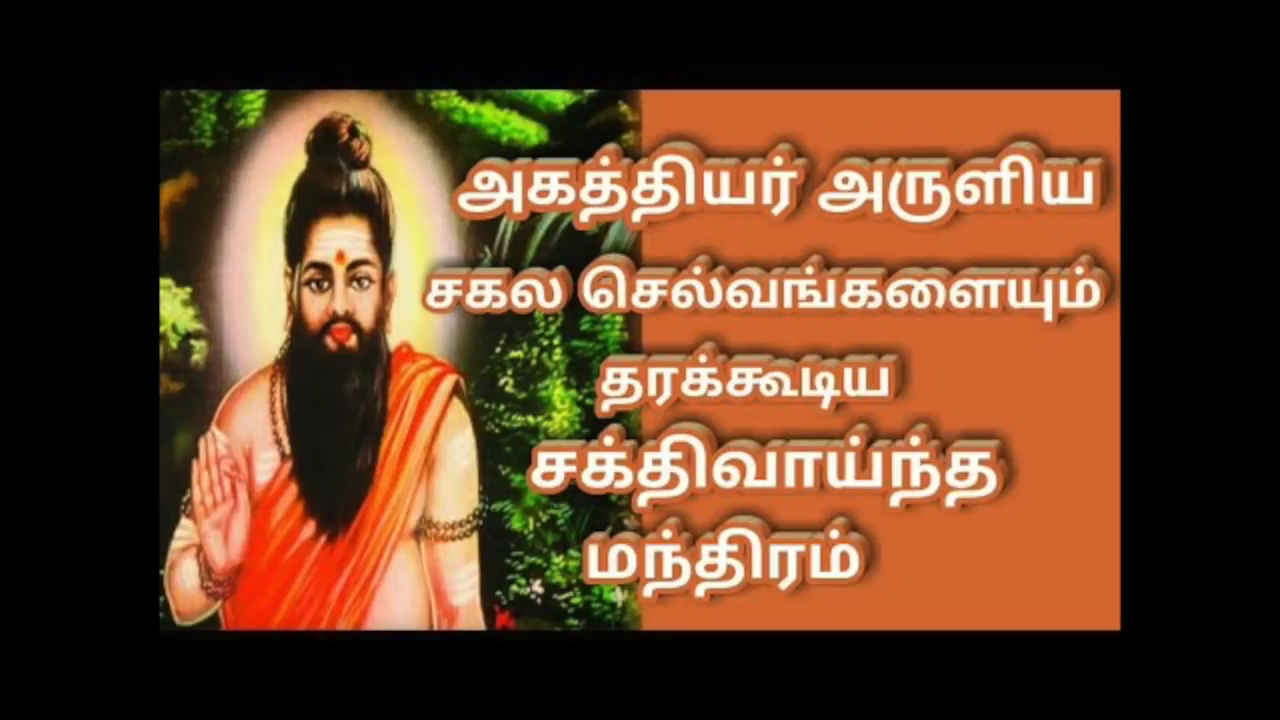 அகத்தியர் அருளிய
சகல செல்வங்களையும்
தரக்கூடிய
சக்திவாய்ந்த
மந்திரம்